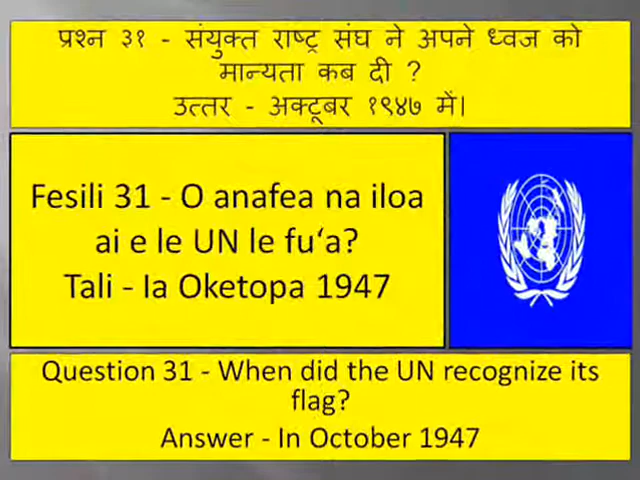 प्रश्न ३१ - संयुक्त राष्ट्र संघ ने अपने ध्वज को
मान्यता कब दी ?
उत्तर - अक्टूबर १९४७ में।
Fesili 31 - O anafea na iloa
ai e le UN le fu‘a?
Tali - Ia Oketopa 1947
Question 31 - When did the UN recognize its
flag?
Answer - In October 1947